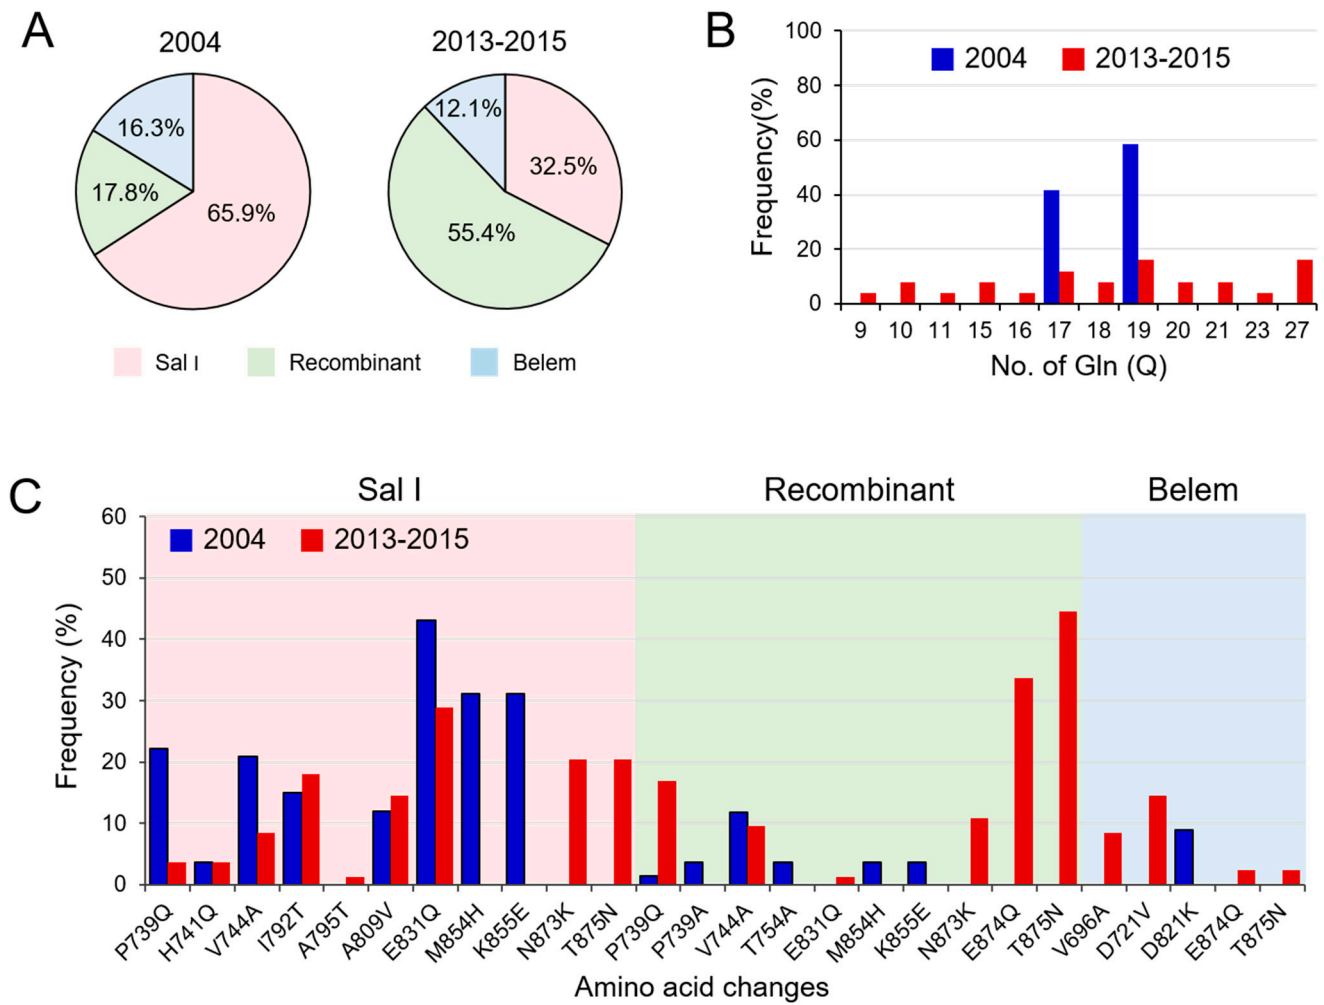 A
2004
2013-2015
16.3%
17.8%
65.9%
12.1%
32.5%
55.4%
Sal I
Recombinant
Belem
B
2004
2013-2015
Frequency(%)
100
80
60
40
20
0
9 10 11 15 16 17 18 19 20 21 23 27
No. of Gln (Q)
C
Sal I
Recombinant
Belem
2004
2013-2015
Frequency (%)
60
50
40
30
20
10
0
P739Q H741Q V744A I792T A795T A809V E831Q M854H K855E N873K T875N P739Q P739A V744A T754A E831Q M854H K855E N873K E874Q T875N V696A D721V D821K E874Q T875N
Amino acid changes